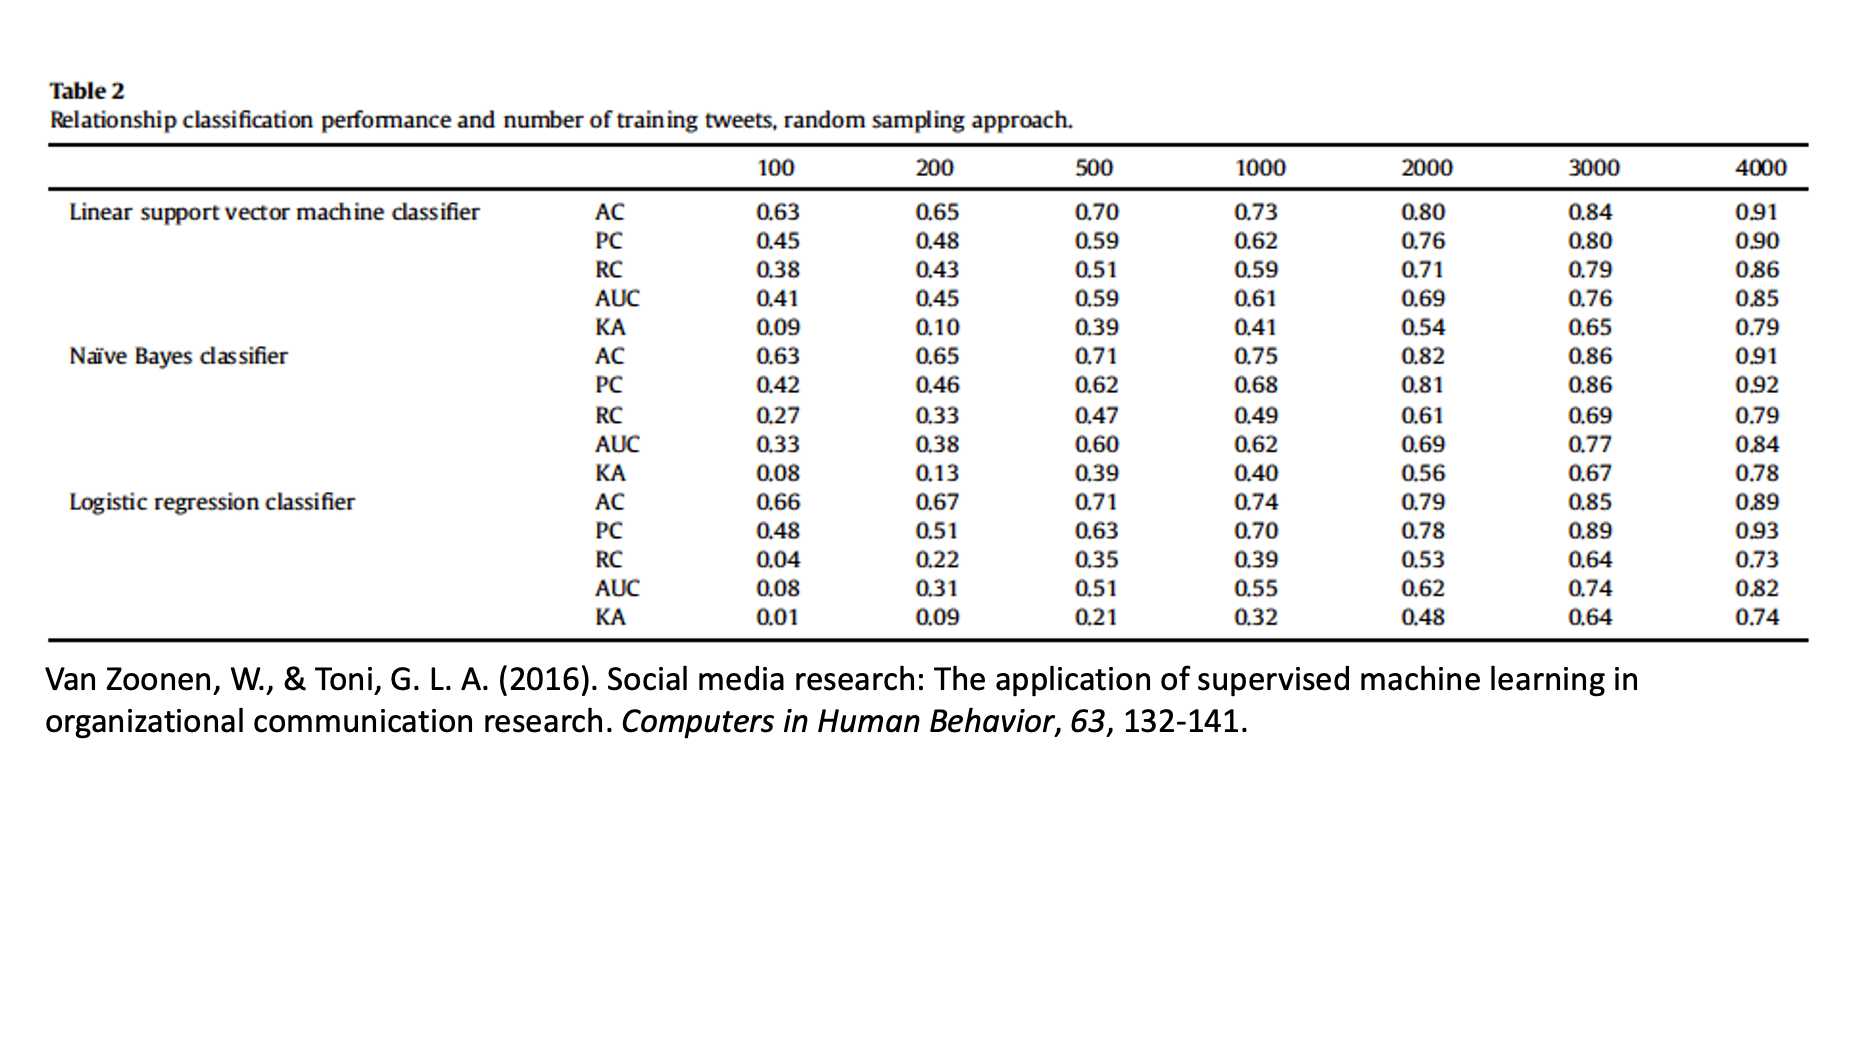 Table 2
Relationship classification performance and number of training tweets, random sampling approach.
100 200 500 1000 2000 3000 4000
Linear support vector machine classifier AC 0.63 0.65 0.70 0.73 0.80 0.84 0.91
PC 0.45 0.48 0.59 0.62 0.76 0.80 0.90
RC 0.38 0.43 0.51 0.59 0.71 0.79 0.86
AUC 0.41 0.45 0.59 0.61 0.69 0.76 0.85
KA 0.09 0.10 0.39 0.41 0.54 0.65 0.79
Naïve Bayes classifier AC 0.63 0.65 0.71 0.75 0.82 0.86 0.91
PC 0.42 0.46 0.62 0.68 0.81 0.86 0.92
RC 0.27 0.33 0.47 0.49 0.61 0.69 0.79
AUC 0.33 0.38 0.60 0.62 0.69 0.77 0.84
KA 0.08 0.13 0.39 0.40 0.56 0.67 0.78
Logistic regression classifier AC 0.66 0.67 0.71 0.74 0.79 0.85 0.89
PC 0.48 0.51 0.63 0.70 0.78 0.89 0.93
RC 0.04 0.22 0.35 0.39 0.53 0.64 0.73
AUC 0.08 0.31 0.51 0.55 0.62 0.74 0.82
KA 0.01 0.09 0.21 0.32 0.48 0.64 0.74
Van Zoonen, W., & Toni, G. L. A. (2016). Social media research: The application of supervised machine learning in
organizational communication research. Computers in Human Behavior, 63, 132-141.